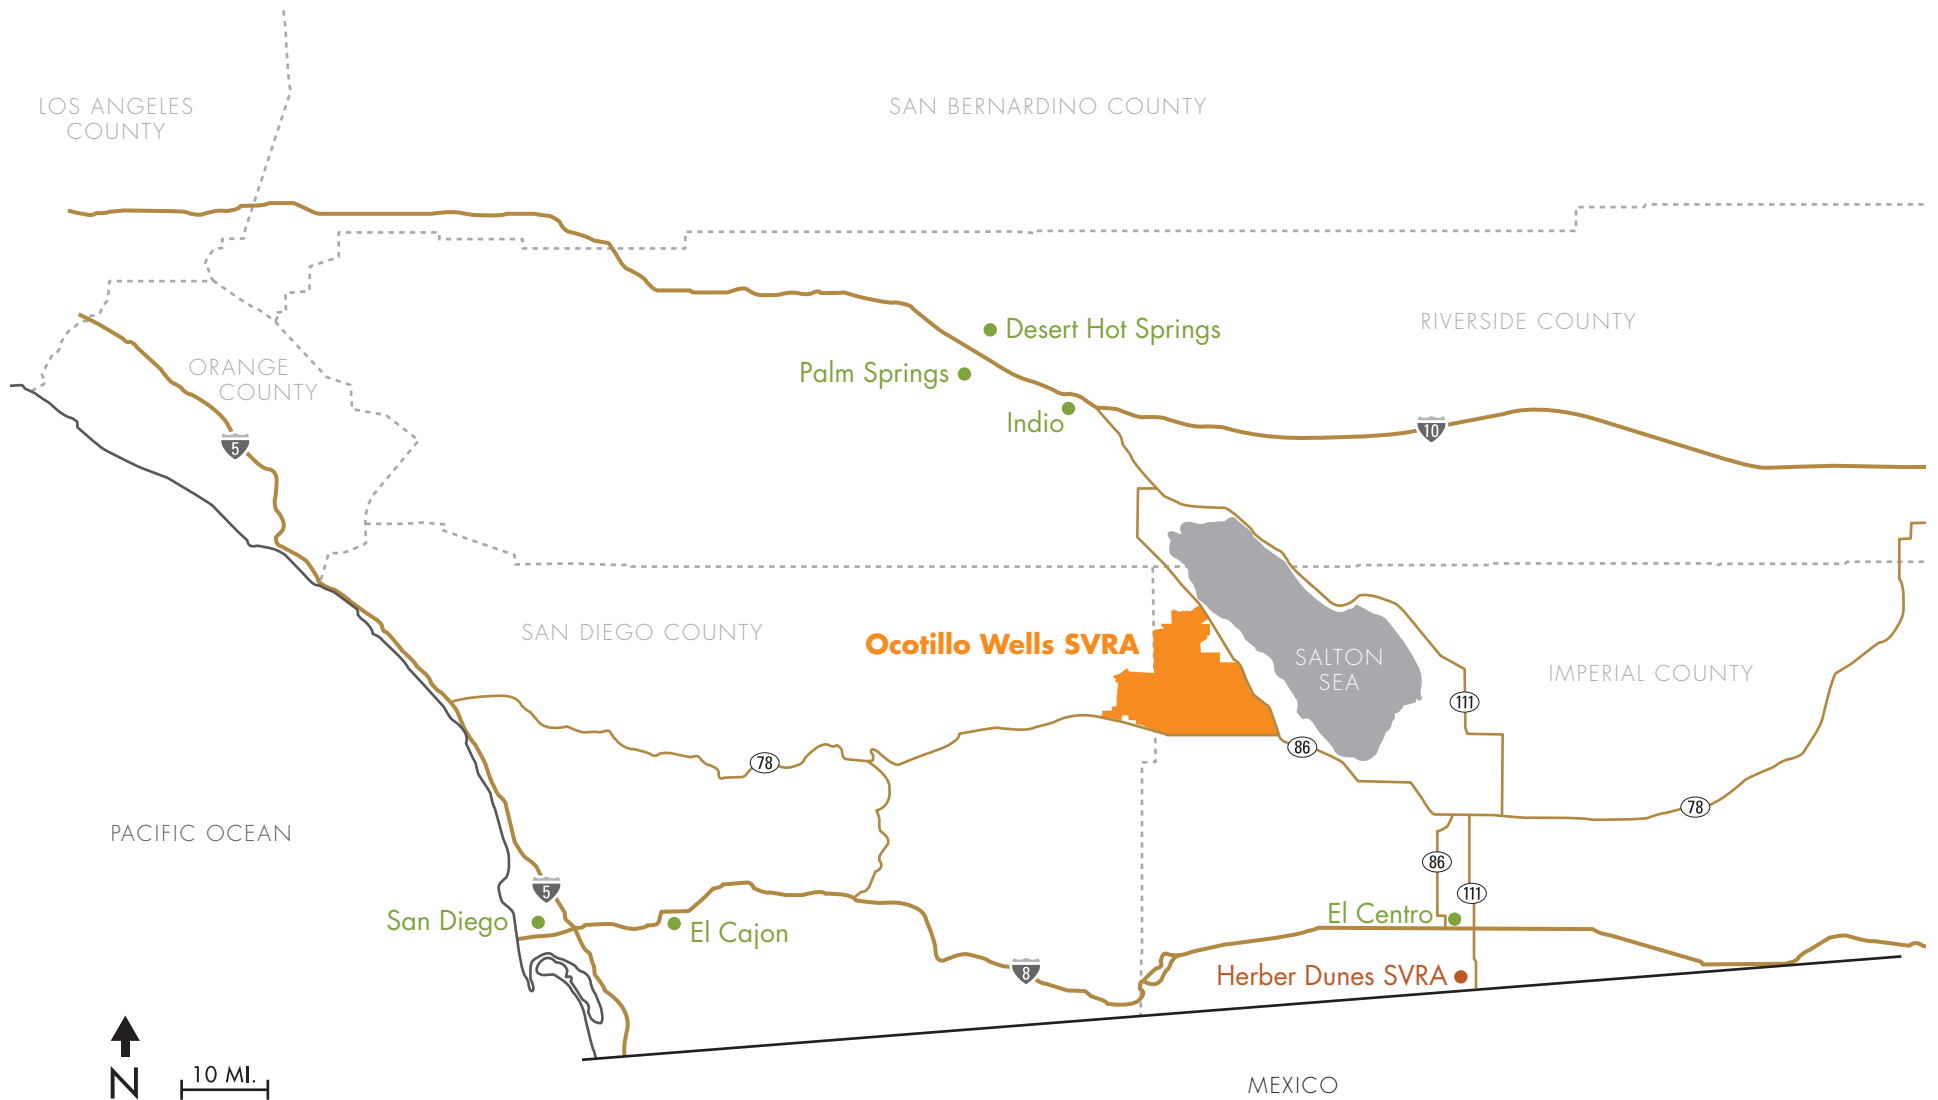 LOS ANGELES
COUNTY
SAN BERNARDINO COUNTY
Desert Hot Springs
RIVERSIDE COUNTY
ORANGE
COUNTY
Palm Springs
Indio
10
5
SAN DIEGO COUNTY
Ocotillo Wells SVRA
SALTON
SEA
IMPERIAL COUNTY
111
86
78
78
PACIFIC OCEAN
86
111
5
San Diego
El Cajon
El Centro
8
Herber Dunes SVRA
N
10 MI.
MEXICO